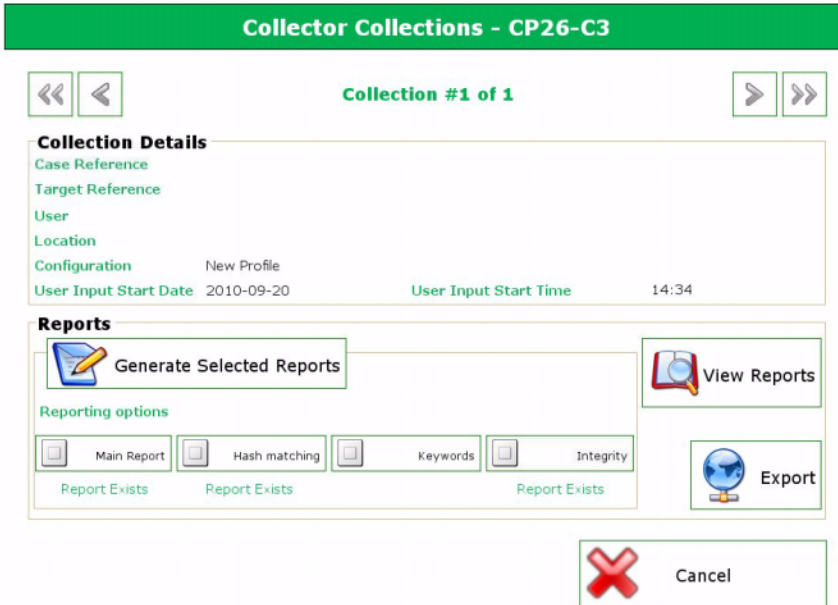 Collector Collections - CP26-C3
Collection #1 of 1
Collection Details
Case Reference
Target Reference
User
Location
Configuration New Profile
User Input Start Date 2010-09-20 User Input Start Time 14:34
Reports
Generate Selected Reports
View Reports
Reporting options
Main Report Hash matching Keywords Integrity
Report Exists Report Exists Report Exists
Export
Cancel